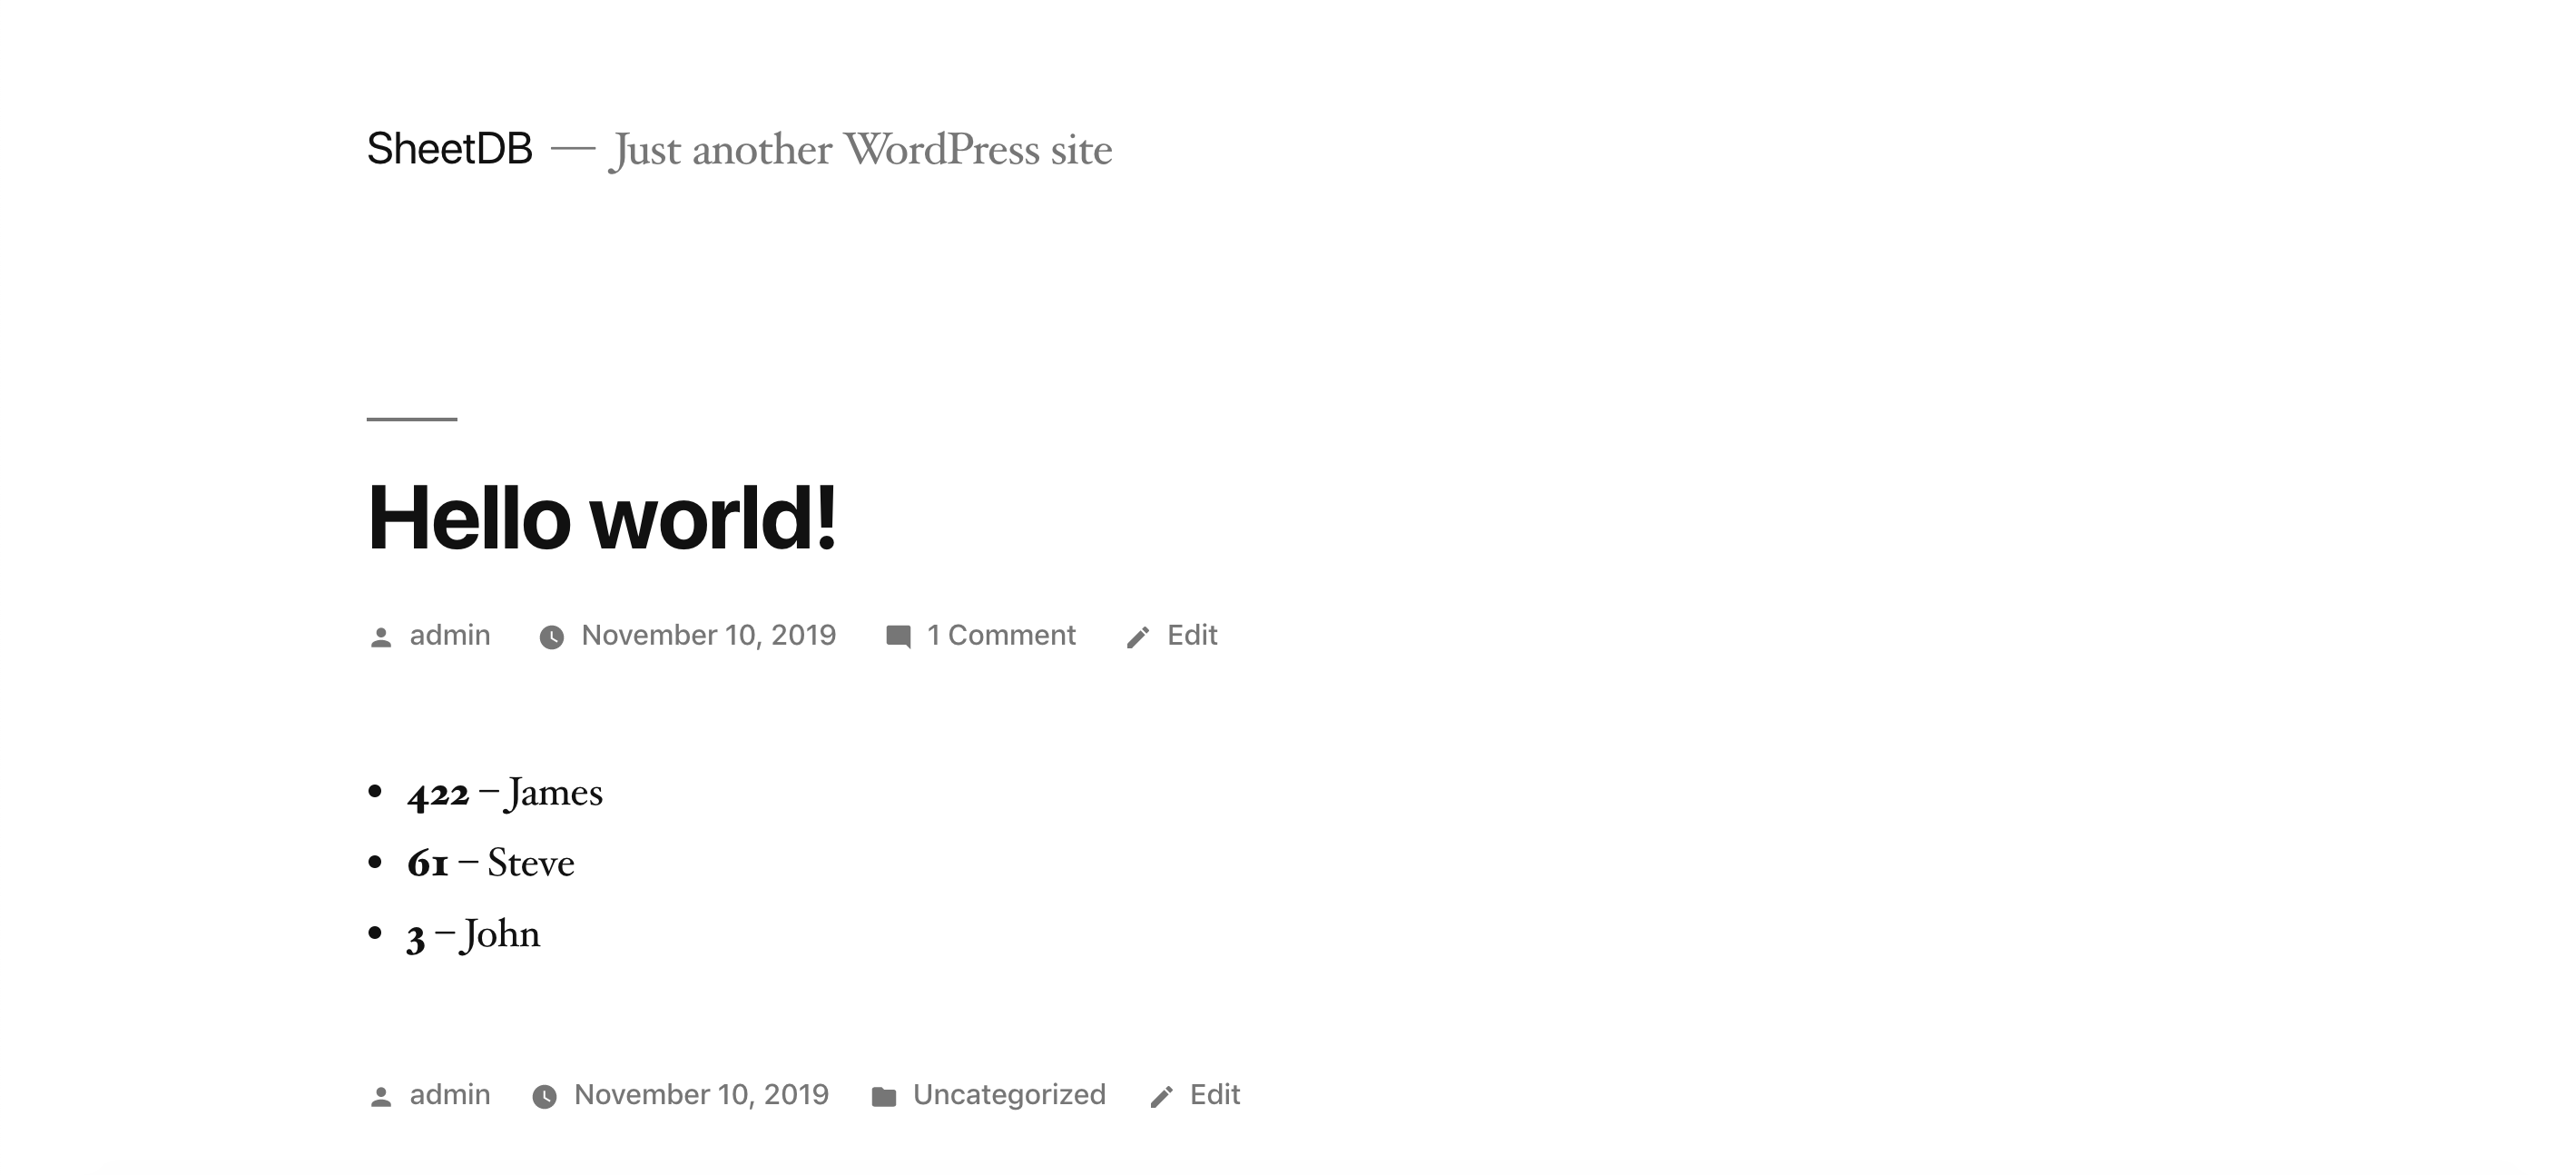 SheetDB — Just another WordPress site
Hello world!
admin November 10, 2019 1 Comment Edit
• 422 – James
• 61 – Steve
• 3 – John
admin November 10, 2019 Uncategorized Edit